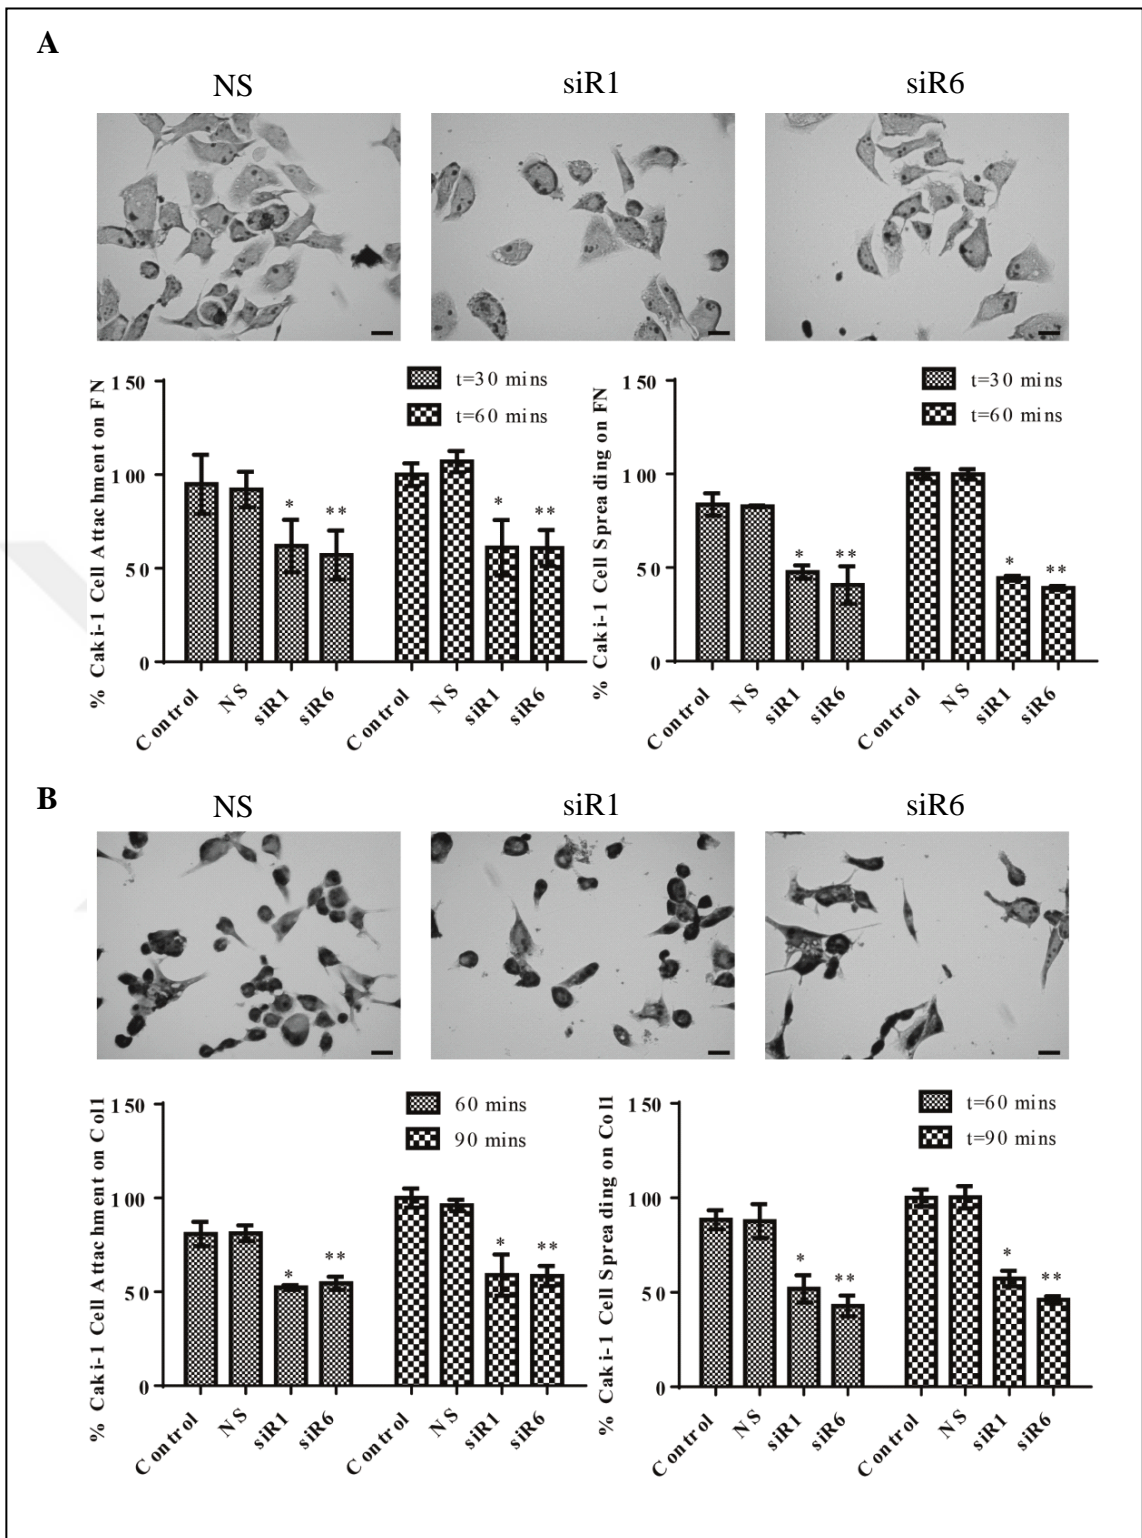 A
NS siR1 siR6
% Caki-1 Cell Attachment on FN
150
100
50
0
t=30 mins
t=60 mins
* ** * **
Control NS siR1 siR6 Control NS siR1 siR6
% Caki-1 Cell Spreading on FN
150
100
50
0
t=30 mins
t=60 mins
* ** * **
Control NS siR1 siR6 Control NS siR1 siR6
B
NS siR1 siR6
% Caki-1 Cell Attachment on Col1
150
100
50
0
60 mins
90 mins
* ** * **
Control NS siR1 siR6 Control NS siR1 siR6
% Caki-1 Cell Spreading on Col1
150
100
50
0
t=60 mins
t=90 mins
* ** * **
Control NS siR1 siR6 Control NS siR1 siR6